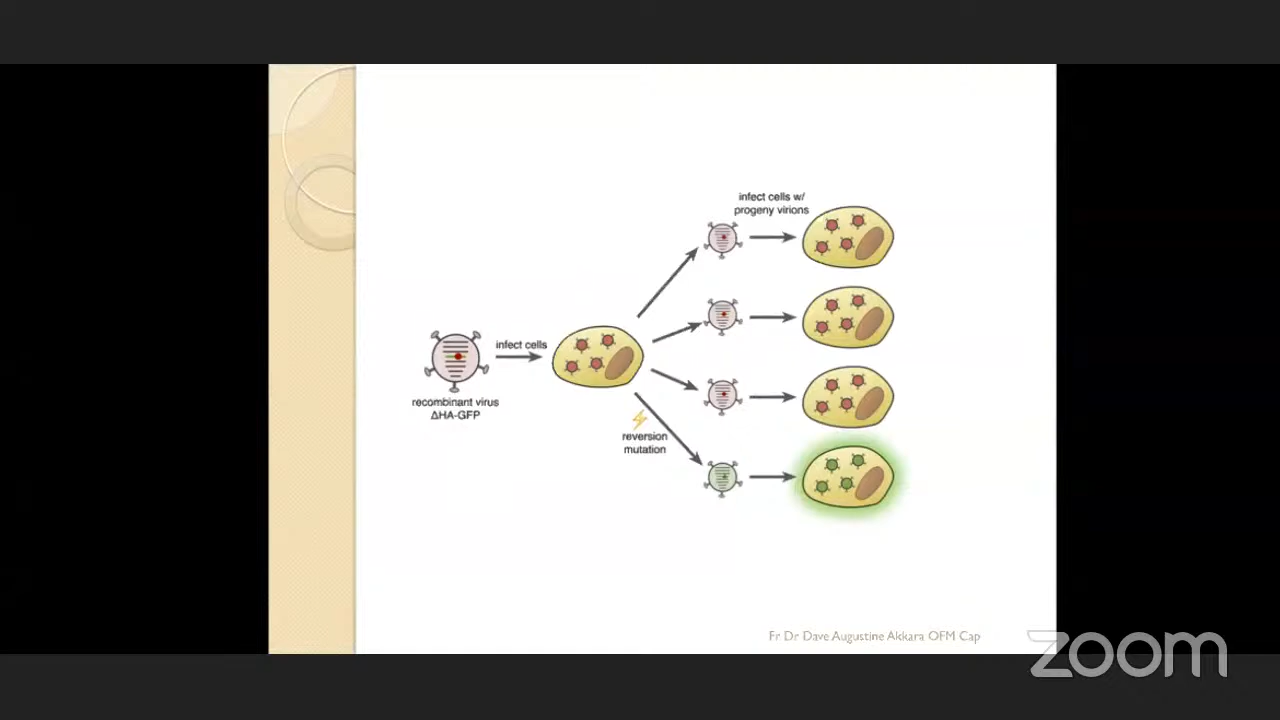 infect cells w/
progeny virions
infect cells
recombinant virus
ΔHA-GFP
reversion
mutation
Fr Dr Dave Augustine Akkara OFM Cap
zoom